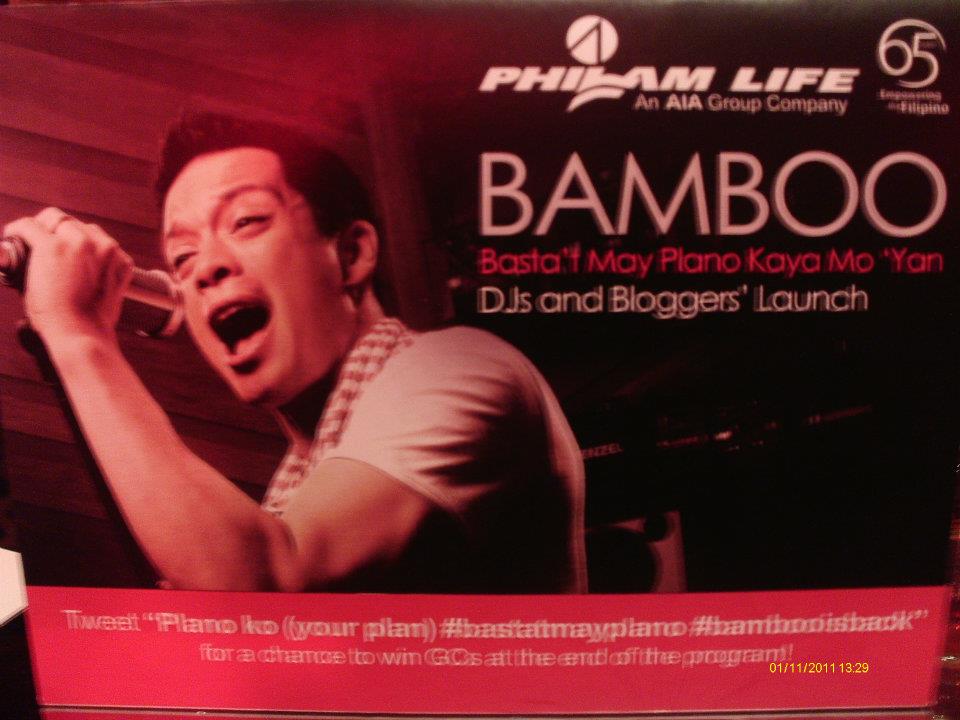 PHILAM LIFE
An AIA Group Company
65
Empowering
the Filipino
BAMBOO
Basta't May Plano Kaya Mo 'Yan
DJs and Bloggers' Launch
ENZEL
Tweet "Plano ko (your plan) #bastatmayplano #bambooisback"
for a chance to win GCs at the end of the program!
01/11/2011 13:29